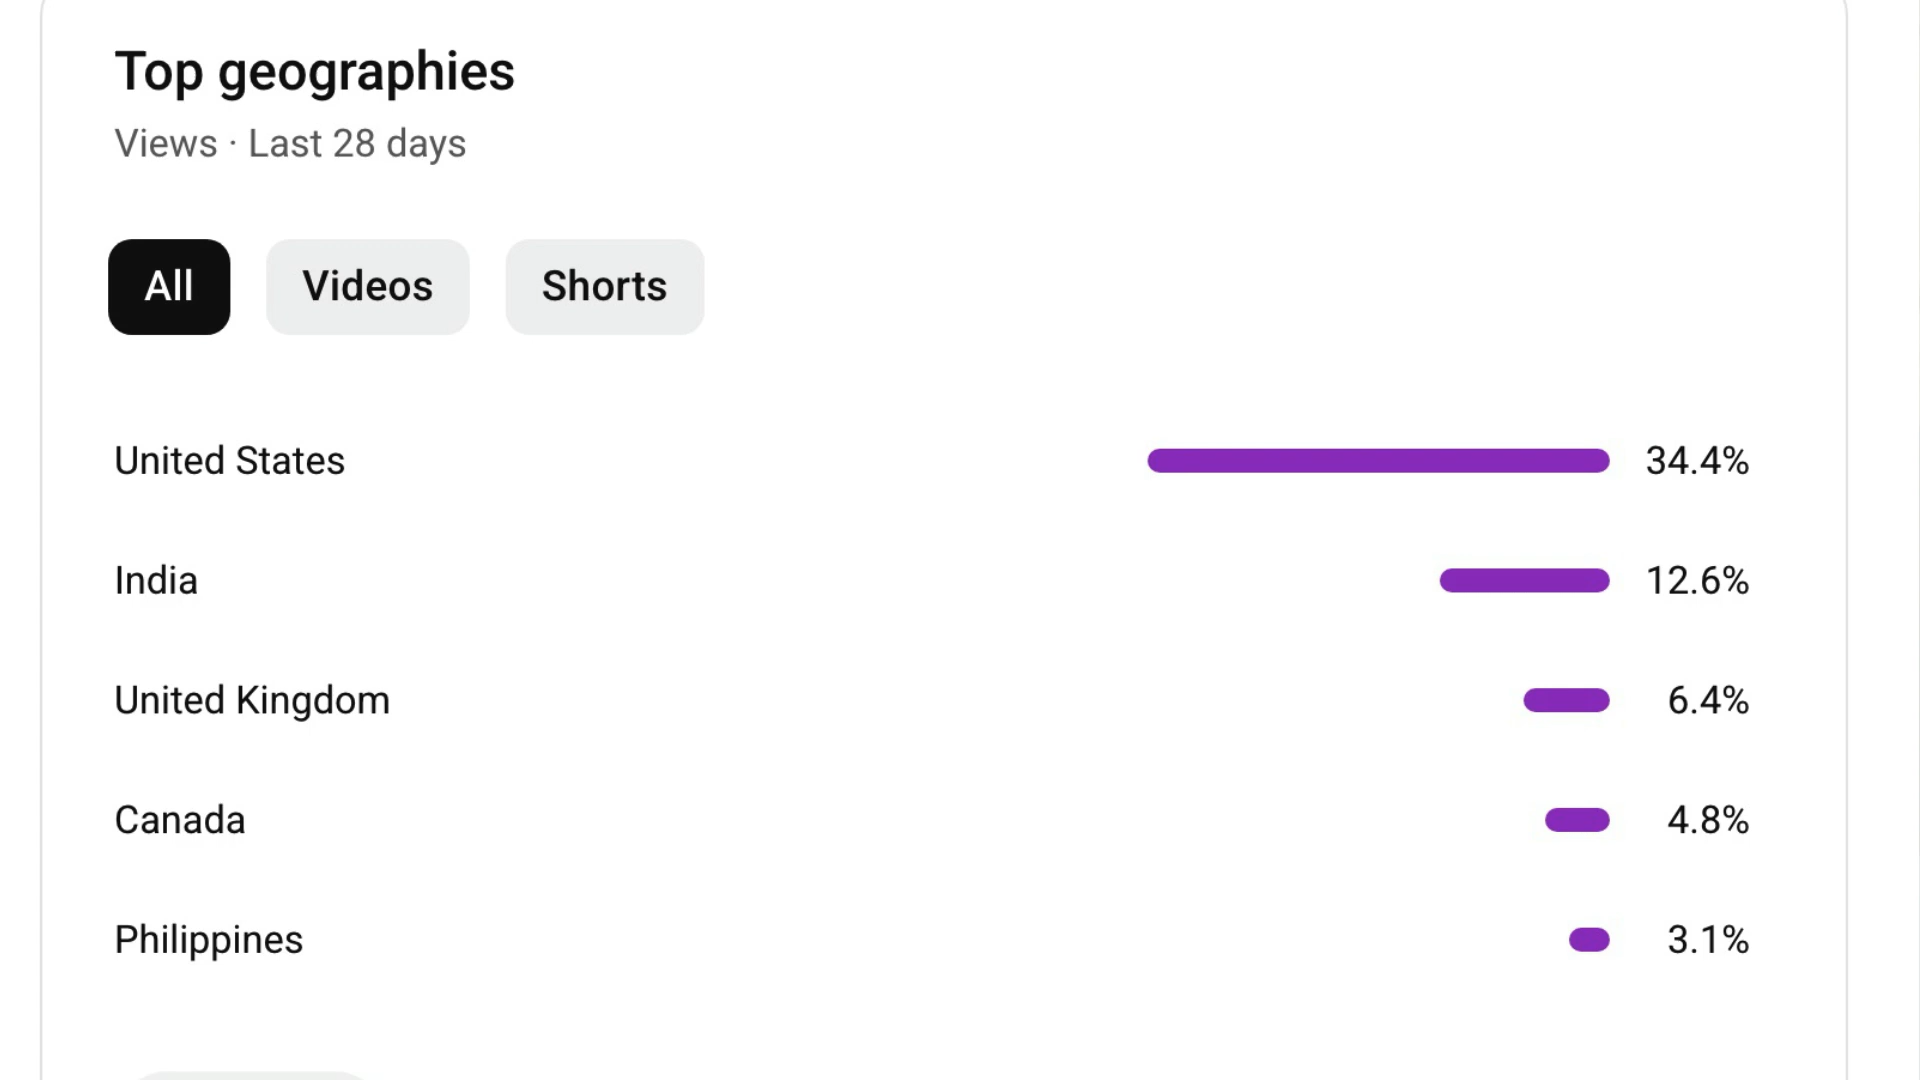 Top geographies
Views · Last 28 days
All Videos Shorts
United States 34.4%
India 12.6%
United Kingdom 6.4%
Canada 4.8%
Philippines 3.1%